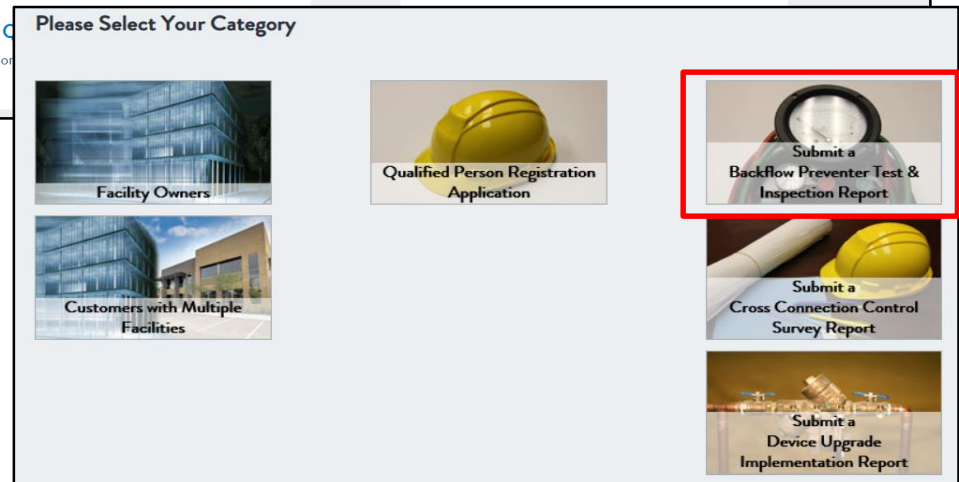 Please Select Your Category
Facility Owners
Qualified Person Registration
Application
Submit a
Backflow Preventer Test &
Inspection Report
Customers with Multiple
Facilities
Submit a
Cross Connection Control
Survey Report
Submit a
Device Upgrade
Implementation Report